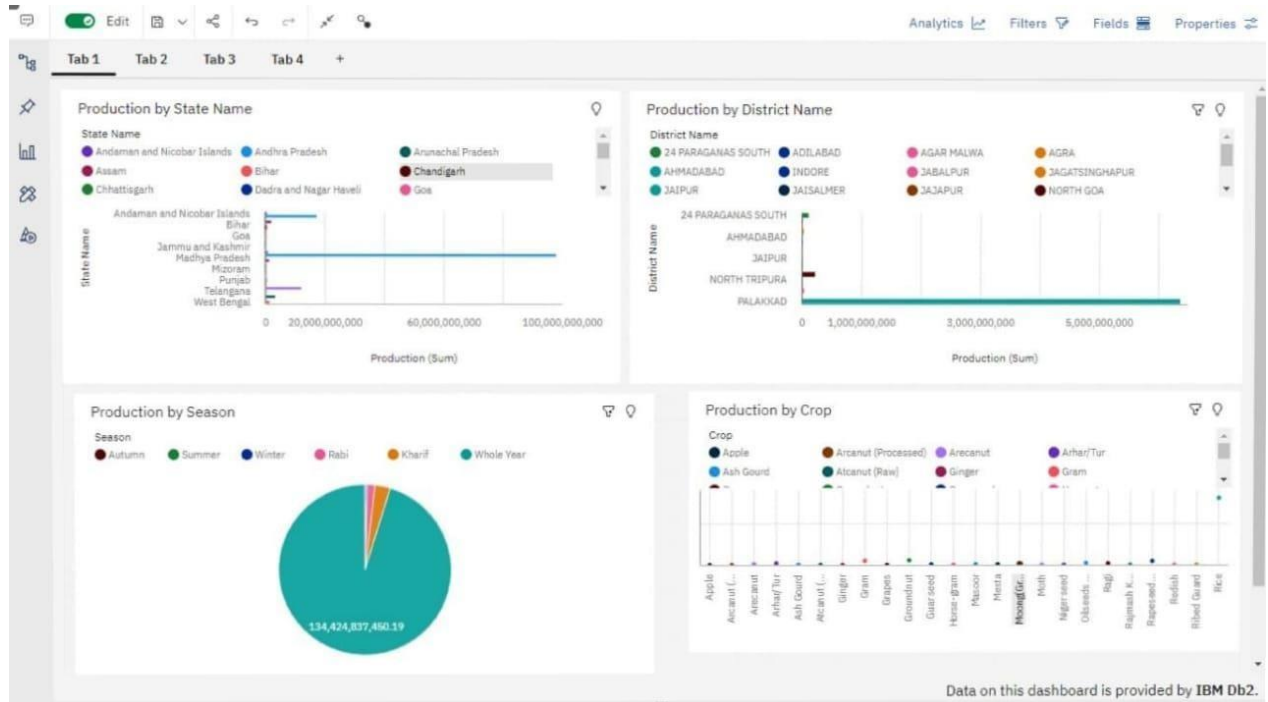 Edit
Analytics Filters Fields Properties
Tab 1 Tab 2 Tab 3 Tab 4 +
Production by State Name
State Name
Andaman and Nicobar Islands Andhra Pradesh Arunachal Pradesh
Assam Bihar Chandigarh
Chhattisgarh Dadra and Nagar Haveli Goa
State Name
Andaman and Nicobar Islands
Bihar
Goa
Jammu and Kashmir
Madhya Pradesh
Mizoram
Punjab
Telangana
West Bengal
0 20,000,000,000 60,000,000,000 100,000,000,000
Production (Sum)
Production by District Name
District Name
24 PARAGANAS SOUTH ADILABAD AGAR MALWA AGRA
AHMADABAD INDORE JABALPUR JAGATSINGHAPUR
JAIPUR JAISALMER JAJAPUR NORTH GOA
District Name
24 PARAGANAS SOUTH
AHMADABAD
JAIPUR
NORTH TRIPURA
PALAKKAD
0 1,000,000,000 3,000,000,000 5,000,000,000
Production (Sum)
Production by Season
Season
Autumn Summer Winter Rabi Kharif Whole Year
134,424,837,450.19
Production by Crop
Crop
Apple Arcanut (Processed) Arecanut Arhar/Tur
Ash Gourd Atcanut (Raw) Ginger Gram
Apple
Arcanut (...
Arecanut
Arhar/Tur
Ash Gourd
Atcanut (...
Ginger
Gram
Grapes
Groundnut
Guar seed
Horse-gram
Masoor
Mesta
Moong(Gr...
Moth
Niger seed
Oilseeds ...
Ragi
Rajmash K...
Rapeseed...
Redish
Ribed Guard
Rice
Data on this dashboard is provided by IBM Db2.